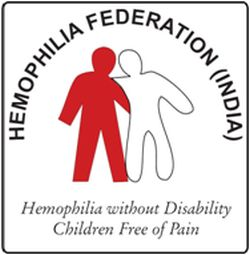 HEMOPHILIA FEDERATION (INDIA)
Hemophilia without Disability
Children Free of Pain